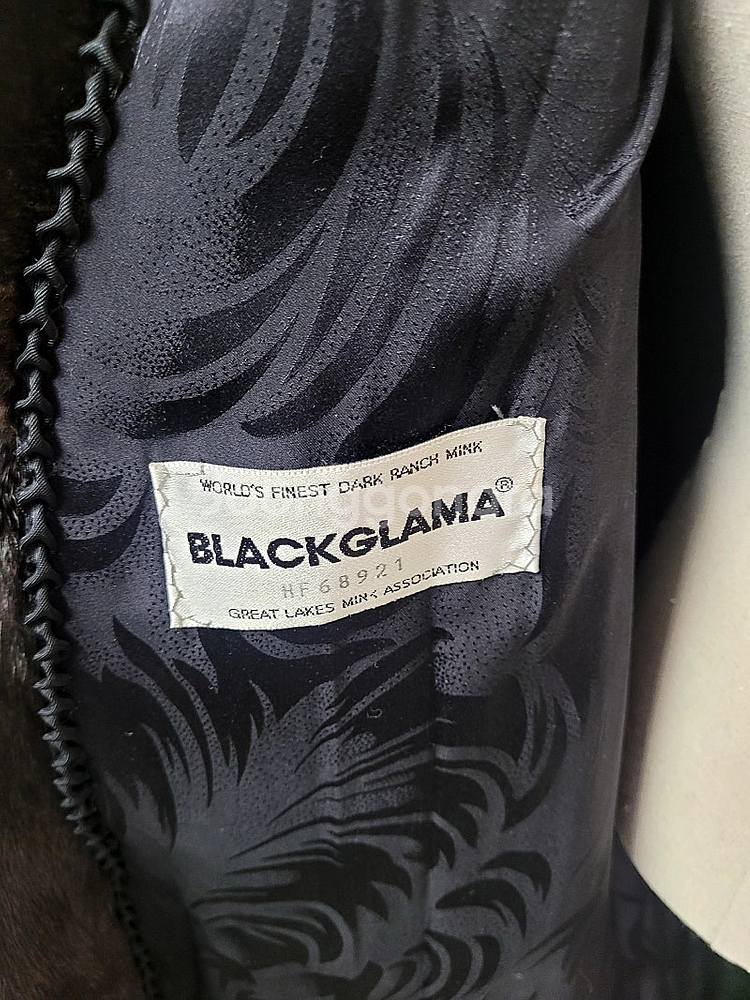 WORLD'S FINEST DARK RANCH MINK
BLACKGLAMA®
HF68921
GREAT LAKES MINK ASSOCIATION